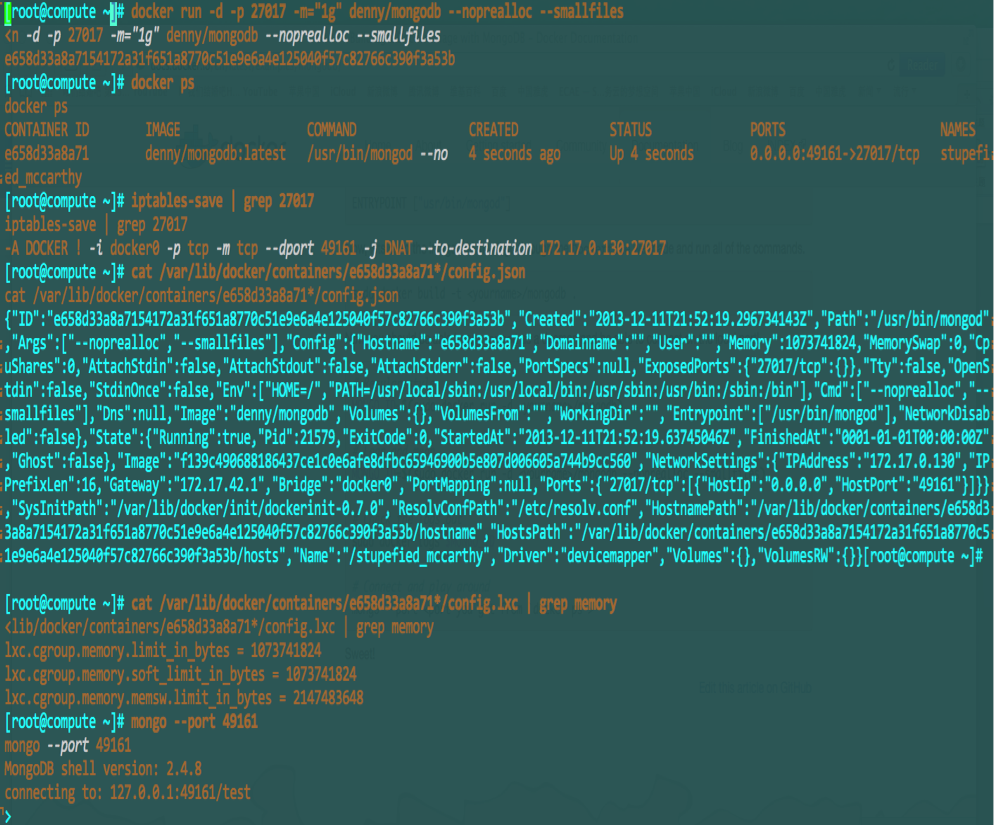 [root@compute ~]# docker run -d -p 27017 -m="1g" denny/mongodb --noprealloc --smallfiles
<n -d -p 27017 -m="1g" denny/mongodb --noprealloc --smallfiles
e658d33a8a7154172a31f651a8770c51e9e6a4e125040f57c82766c390f3a53b
[root@compute ~]# docker ps
docker ps
CONTAINER ID IMAGE COMMAND CREATED STATUS PORTS NAMES
e658d33a8a71 denny/mongodb:latest /usr/bin/mongod --no 4 seconds ago Up 4 seconds 0.0.0.0:49161->27017/tcp stupefi
ed_mccarthy
[root@compute ~]# iptables-save | grep 27017
iptables-save | grep 27017
-A DOCKER ! -i docker0 -p tcp -m tcp --dport 49161 -j DNAT --to-destination 172.17.0.130:27017
[root@compute ~]# cat /var/lib/docker/containers/e658d33a8a71*/config.json
cat /var/lib/docker/containers/e658d33a8a71*/config.json
{"ID":"e658d33a8a7154172a31f651a8770c51e9e6a4e125040f57c82766c390f3a53b","Created":"2013-12-11T21:52:19.296734143Z","Path":"/usr/bin/mongod"
,"Args":["--noprealloc","--smallfiles"],"Config":{"Hostname":"e658d33a8a71","Domainname":"","User":"","Memory":1073741824,"MemorySwap":0,"Cp
uShares":0,"AttachStdin":false,"AttachStdout":false,"AttachStderr":false,"PortSpecs":null,"ExposedPorts":{"27017/tcp":{}},"Tty":false,"OpenS
tdin":false,"StdinOnce":false,"Env":["HOME=/","PATH=/usr/local/sbin:/usr/local/bin:/usr/sbin:/usr/bin:/sbin:/bin"],"Cmd":["--noprealloc","--
smallfiles"],"Dns":null,"Image":"denny/mongodb","Volumes":{},"VolumesFrom":"","WorkingDir":"","Entrypoint":["/usr/bin/mongod"],"NetworkDisab
led":false},"State":{"Running":true,"Pid":21579,"ExitCode":0,"StartedAt":"2013-12-11T21:52:19.63745046Z","FinishedAt":"0001-01-01T00:00:00Z"
,"Ghost":false},"Image":"f139c490688186437ce1c0e6afe8dfbc65946900b5e807d006605a744b9cc560","NetworkSettings":{"IPAddress":"172.17.0.130","IP
PrefixLen":16,"Gateway":"172.17.42.1","Bridge":"docker0","PortMapping":null,"Ports":{"27017/tcp":[{"HostIp":"0.0.0.0","HostPort":"49161"}]}}
,"SysInitPath":"/var/lib/docker/init/dockerinit-0.7.0","ResolvConfPath":"/etc/resolv.conf","HostnamePath":"/var/lib/docker/containers/e658d3
3a8a7154172a31f651a8770c51e9e6a4e125040f57c82766c390f3a53b/hostname","HostsPath":"/var/lib/docker/containers/e658d33a8a7154172a31f651a8770c5
1e9e6a4e125040f57c82766c390f3a53b/hosts","Name":"/stupefied_mccarthy","Driver":"devicemapper","Volumes":{},"VolumesRW":{}}[root@compute ~]#
[root@compute ~]# cat /var/lib/docker/containers/e658d33a8a71*/config.lxc | grep memory
<lib/docker/containers/e658d33a8a71*/config.lxc | grep memory
lxc.cgroup.memory.limit_in_bytes = 1073741824
lxc.cgroup.memory.soft_limit_in_bytes = 1073741824
lxc.cgroup.memory.memsw.limit_in_bytes = 2147483648
[root@compute ~]# mongo --port 49161
mongo --port 49161
MongoDB shell version: 2.4.8
connecting to: 127.0.0.1:49161/test
>